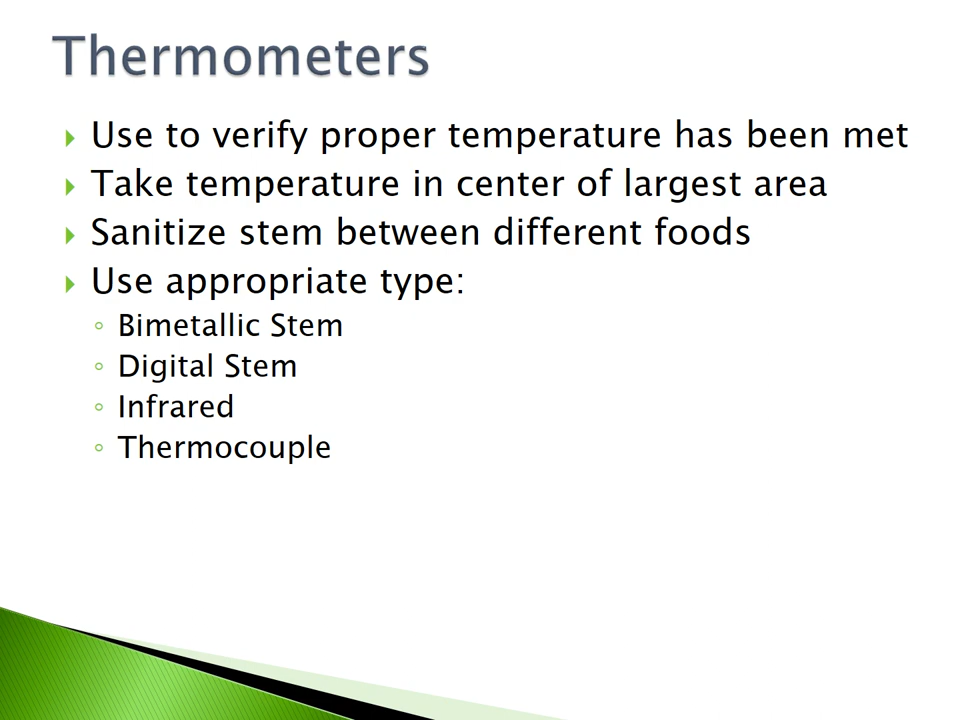 Thermometers
Use to verify proper temperature has been met
Take temperature in center of largest area
Sanitize stem between different foods
Use appropriate type:
Bimetallic Stem
Digital Stem
Infrared
Thermocouple